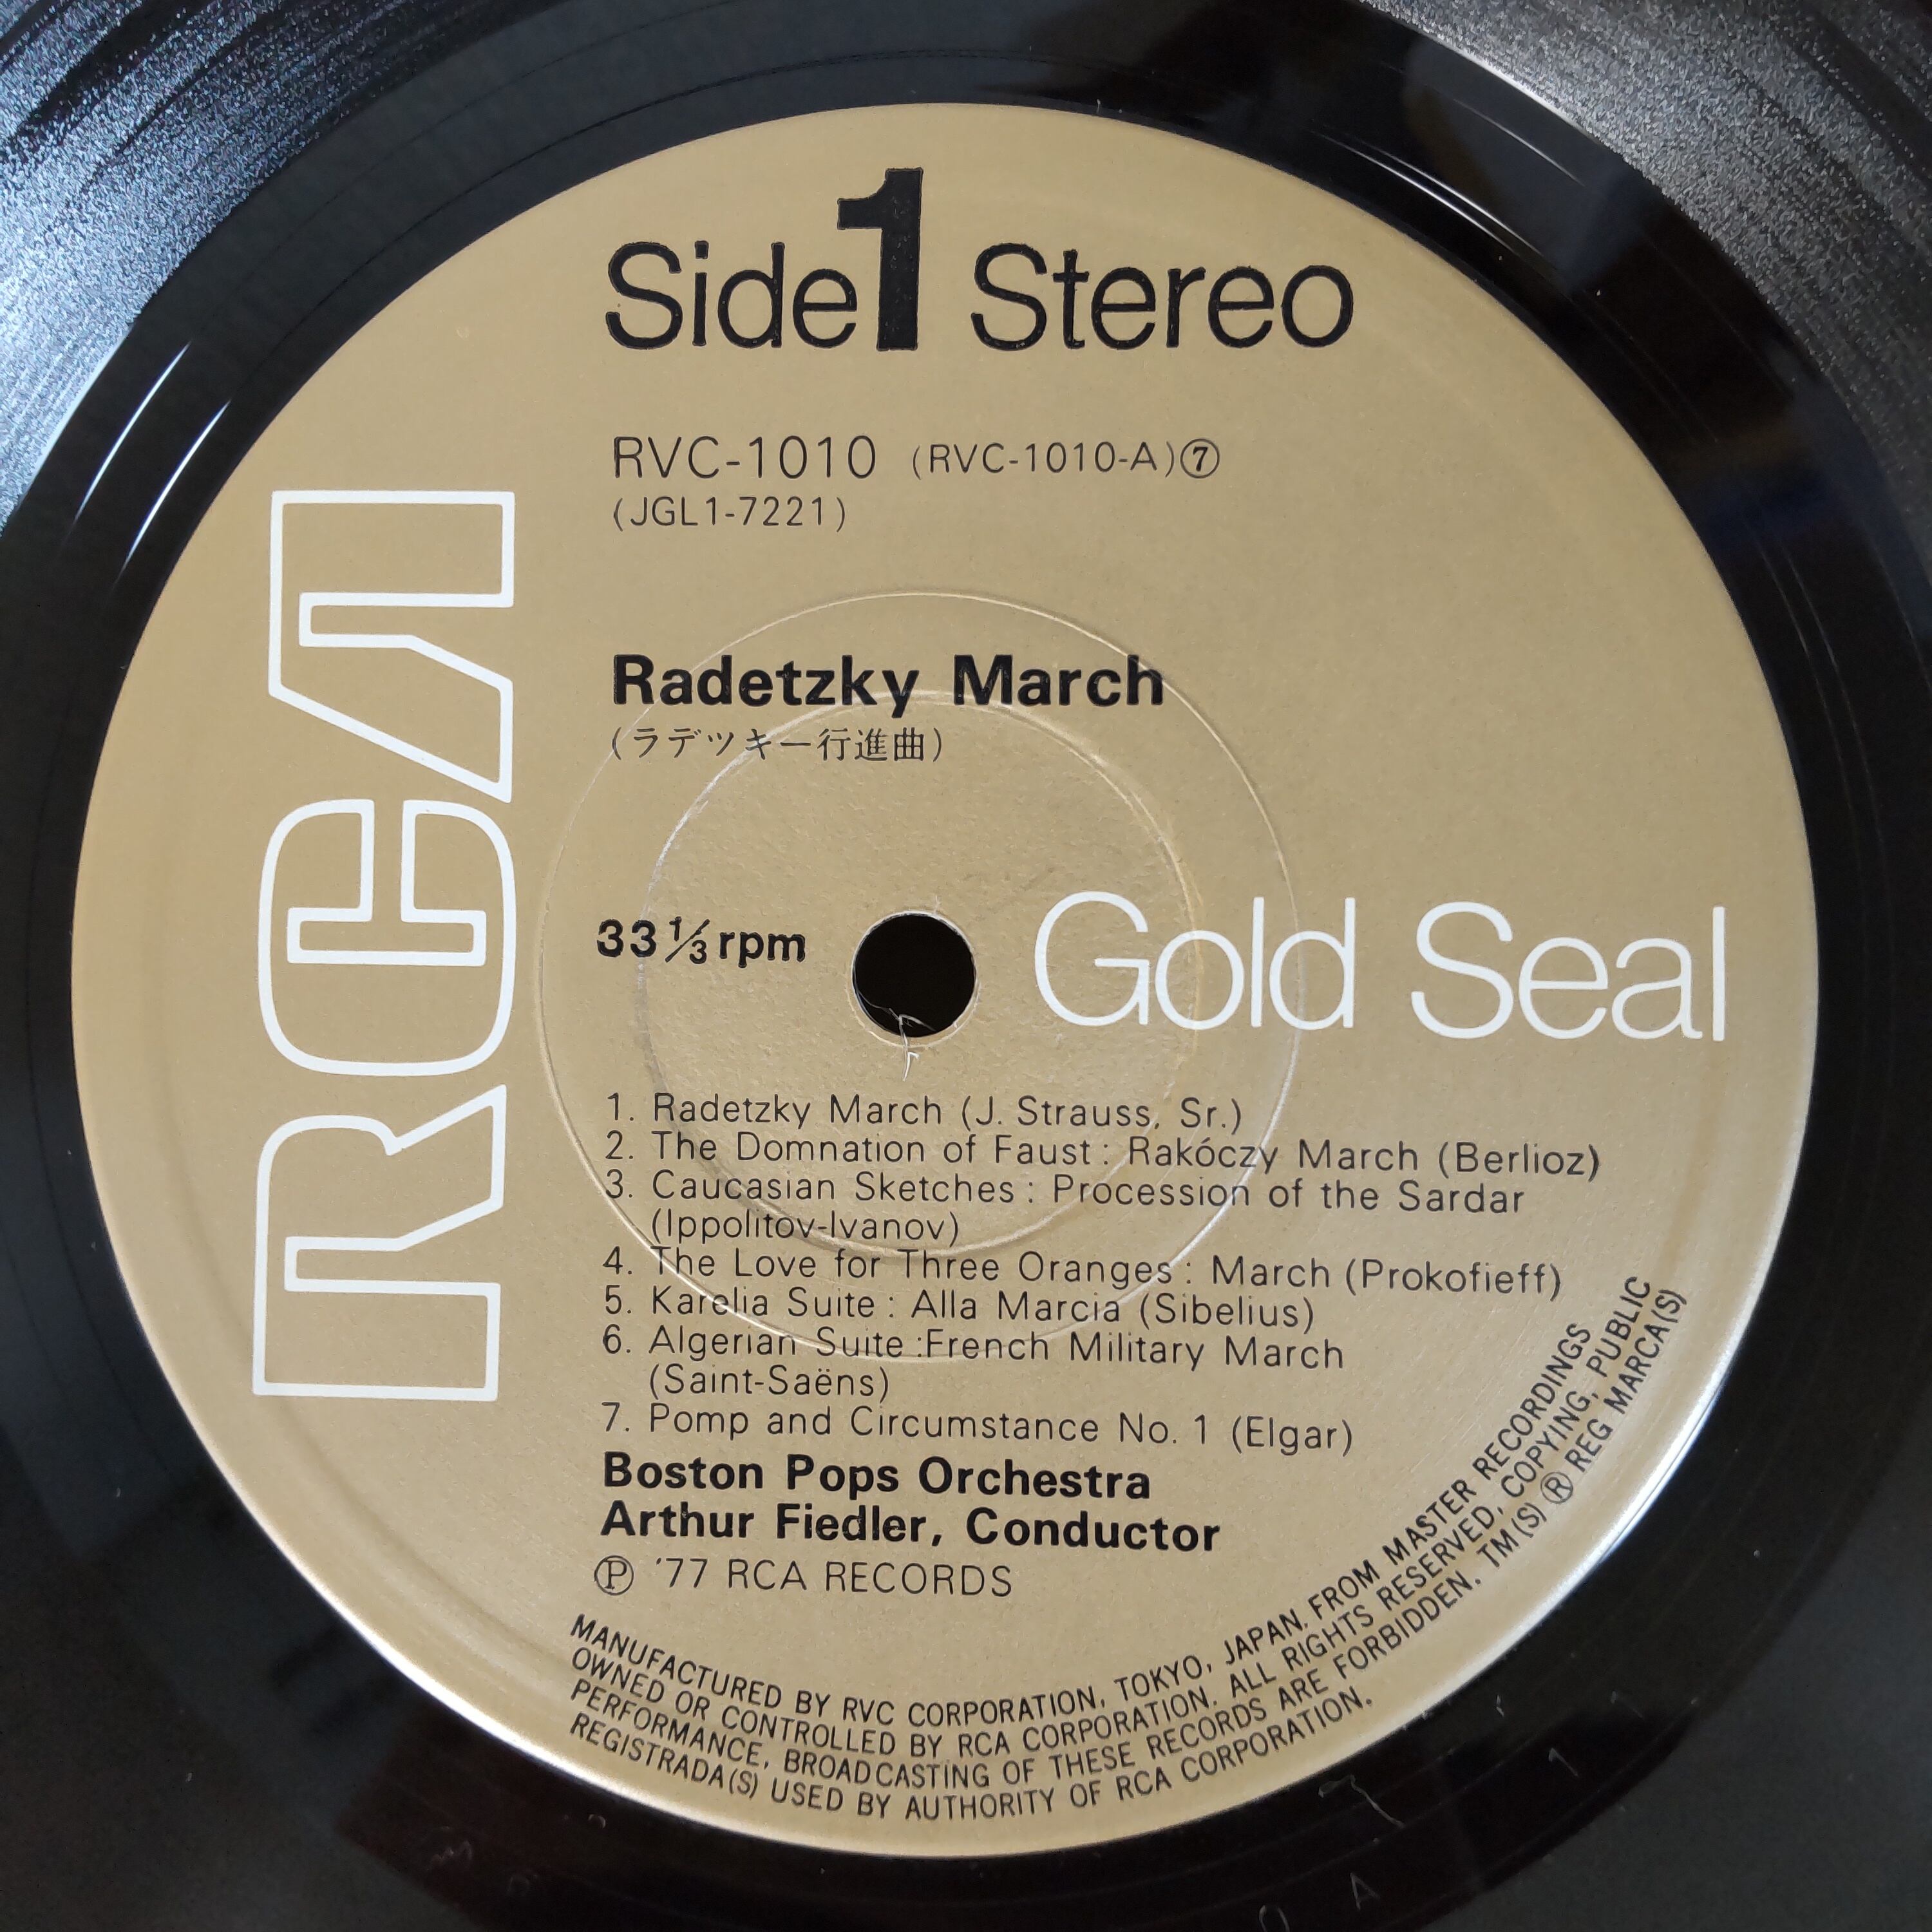 Side 1 Stereo
RVC-1010 (RVC-1010-A)⑦
(JGL1-7221)
RCA
Radetzky March
(ラデツキー行進曲)
33 1/3 rpm
Gold Seal
1. Radetzky March (J. Strauss, Sr.)
2. The Domnation of Faust : Rakóczy March (Berlioz)
3. Caucasian Sketches : Procession of the Sardar
(Ippolitov-Ivanov)
4. The Love for Three Oranges : March (Prokofieff)
5. Karelia Suite : Alla Marcia (Sibelius)
6. Algerian Suite :French Military March
(Saint-Saëns)
7. Pomp and Circumstance No. 1 (Elgar)
Boston Pops Orchestra
Arthur Fiedler, Conductor
Ⓟ '77 RCA RECORDS
MANUFACTURED BY RVC CORPORATION, TOKYO, JAPAN, FROM MASTER RECORDINGS
OWNED OR CONTROLLED BY RCA CORPORATION. ALL RIGHTS RESERVED, COPYING, PUBLIC
PERFORMANCE, BROADCASTING OF THESE RECORDS ARE FORBIDDEN. TM(S) ® REG MARCA(S)
REGISTRADA(S) USED BY AUTHORITY OF RCA CORPORATION.